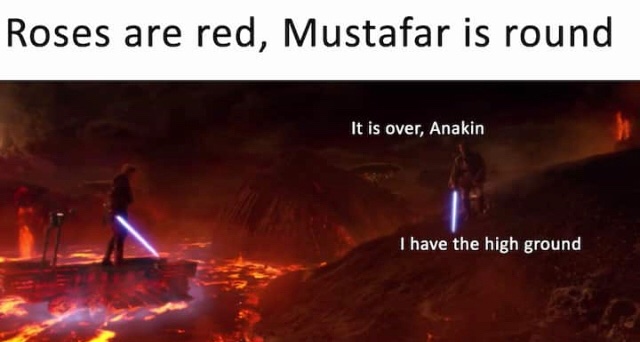 Roses are red, Mustafar is round
It is over, Anakin
I have the high ground